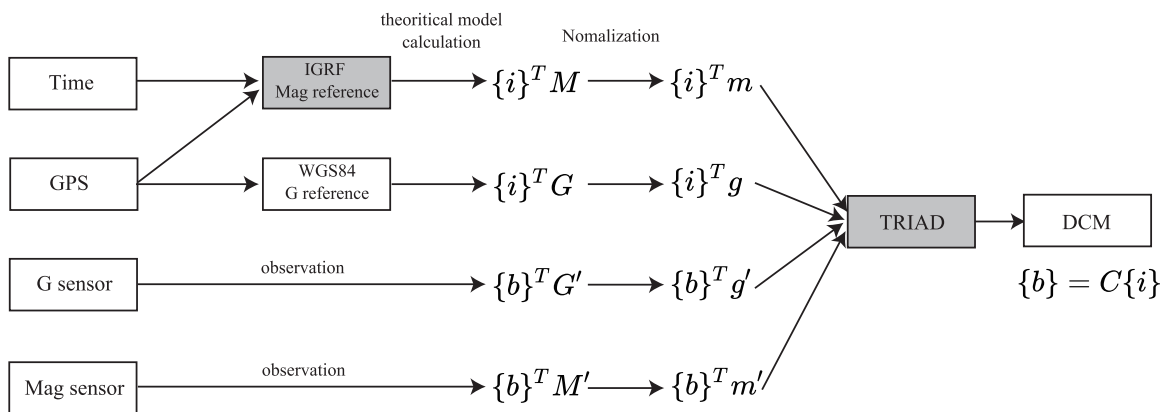 theoritical model
calculation
Nomalization
Time
IGRF
Mag reference
{i}^T M
{i}^T m
GPS
WGS84
G reference
{i}^T G
{i}^T g
TRIAD
DCM
{b} = C{i}
G sensor
observation
{b}^T G′
{b}^T g′
Mag sensor
observation
{b}^T M′
{b}^T m′